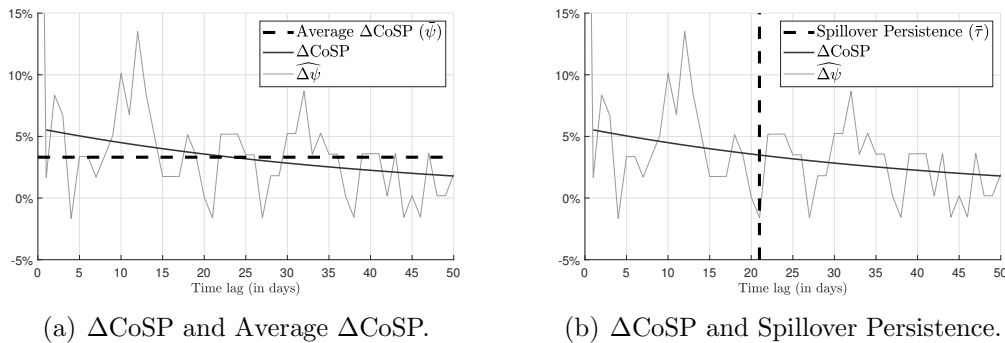 15%
10%
5%
0%
-5%
0 5 10 15 20 25 30 35 40 45 50
Time lag (in days)
Average ΔCoSP (ψ̄)
ΔCoSP
\widehat{Δψ}
(a) ΔCoSP and Average ΔCoSP.
15%
10%
5%
0%
-5%
0 5 10 15 20 25 30 35 40 45 50
Time lag (in days)
Spillover Persistence (τ̄)
ΔCoSP
\widehat{Δψ}
(b) ΔCoSP and Spillover Persistence.